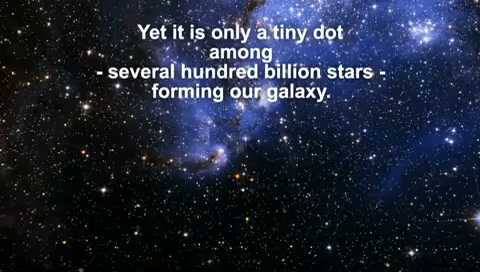 Yet it is only a tiny dot
among
- several hundred billion stars -
forming our galaxy.